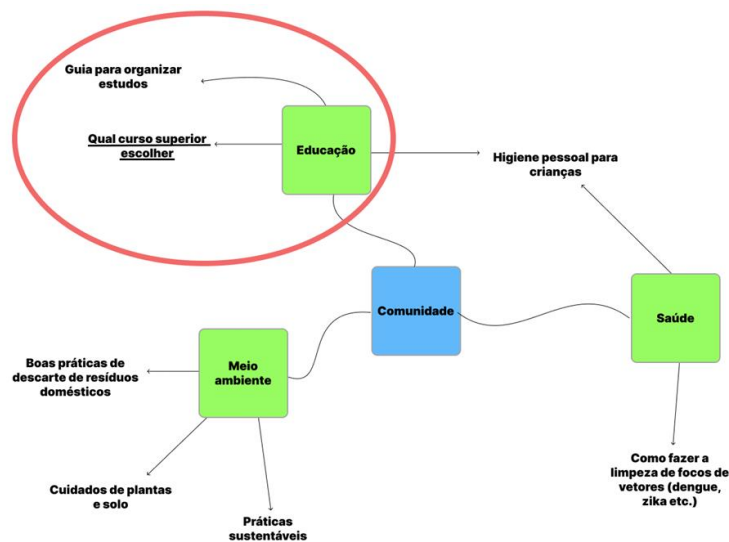 Guia para organizar
estudos
Qual curso superior
escolher
Educação
Higiene pessoal para
crianças
Comunidade
Saúde
Meio
ambiente
Boas práticas de
descarte de resíduos
domésticos
Cuidados de plantas
e solo
Práticas
sustentáveis
Como fazer a
limpeza de focos de
vetores (dengue,
zika etc.)